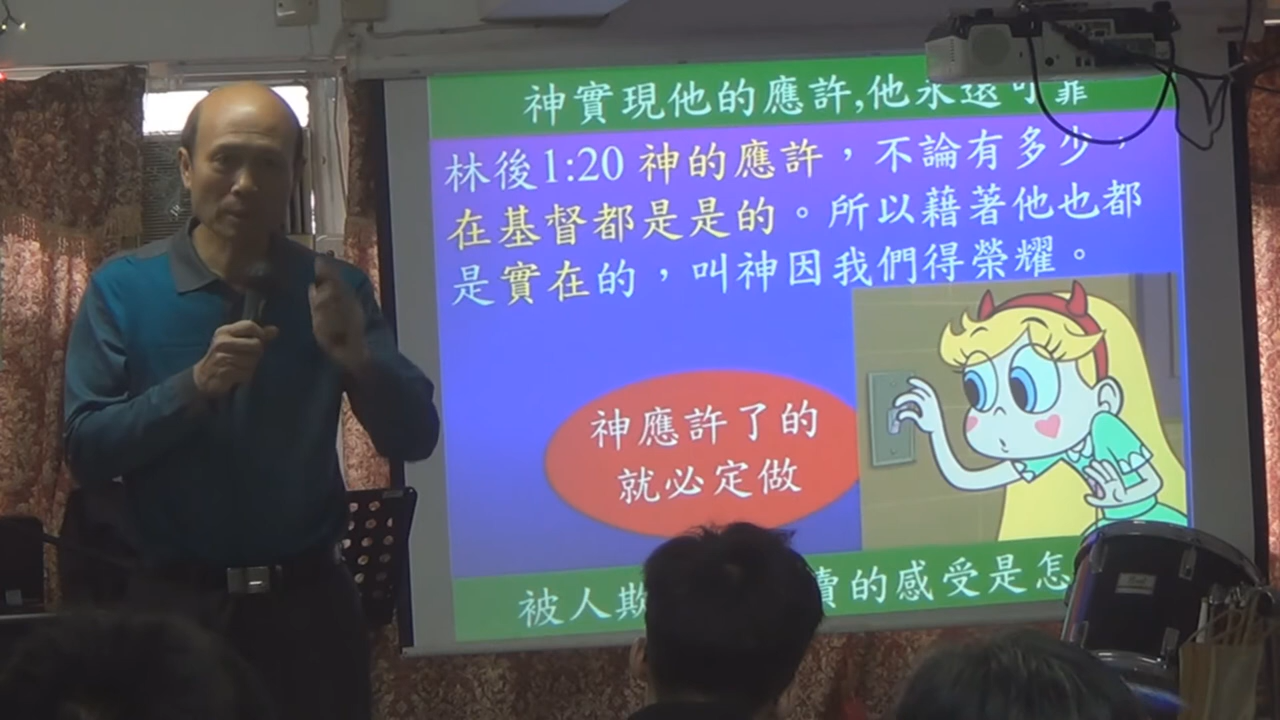 神實現他的應許,他永遠可靠
林後1:20 神的應許，不論有多少，
在基督都是是的。所以藉著他也都
是實在的，叫神因我們得榮耀。
神應許了的
就必定做
被人欺 的感受是怎